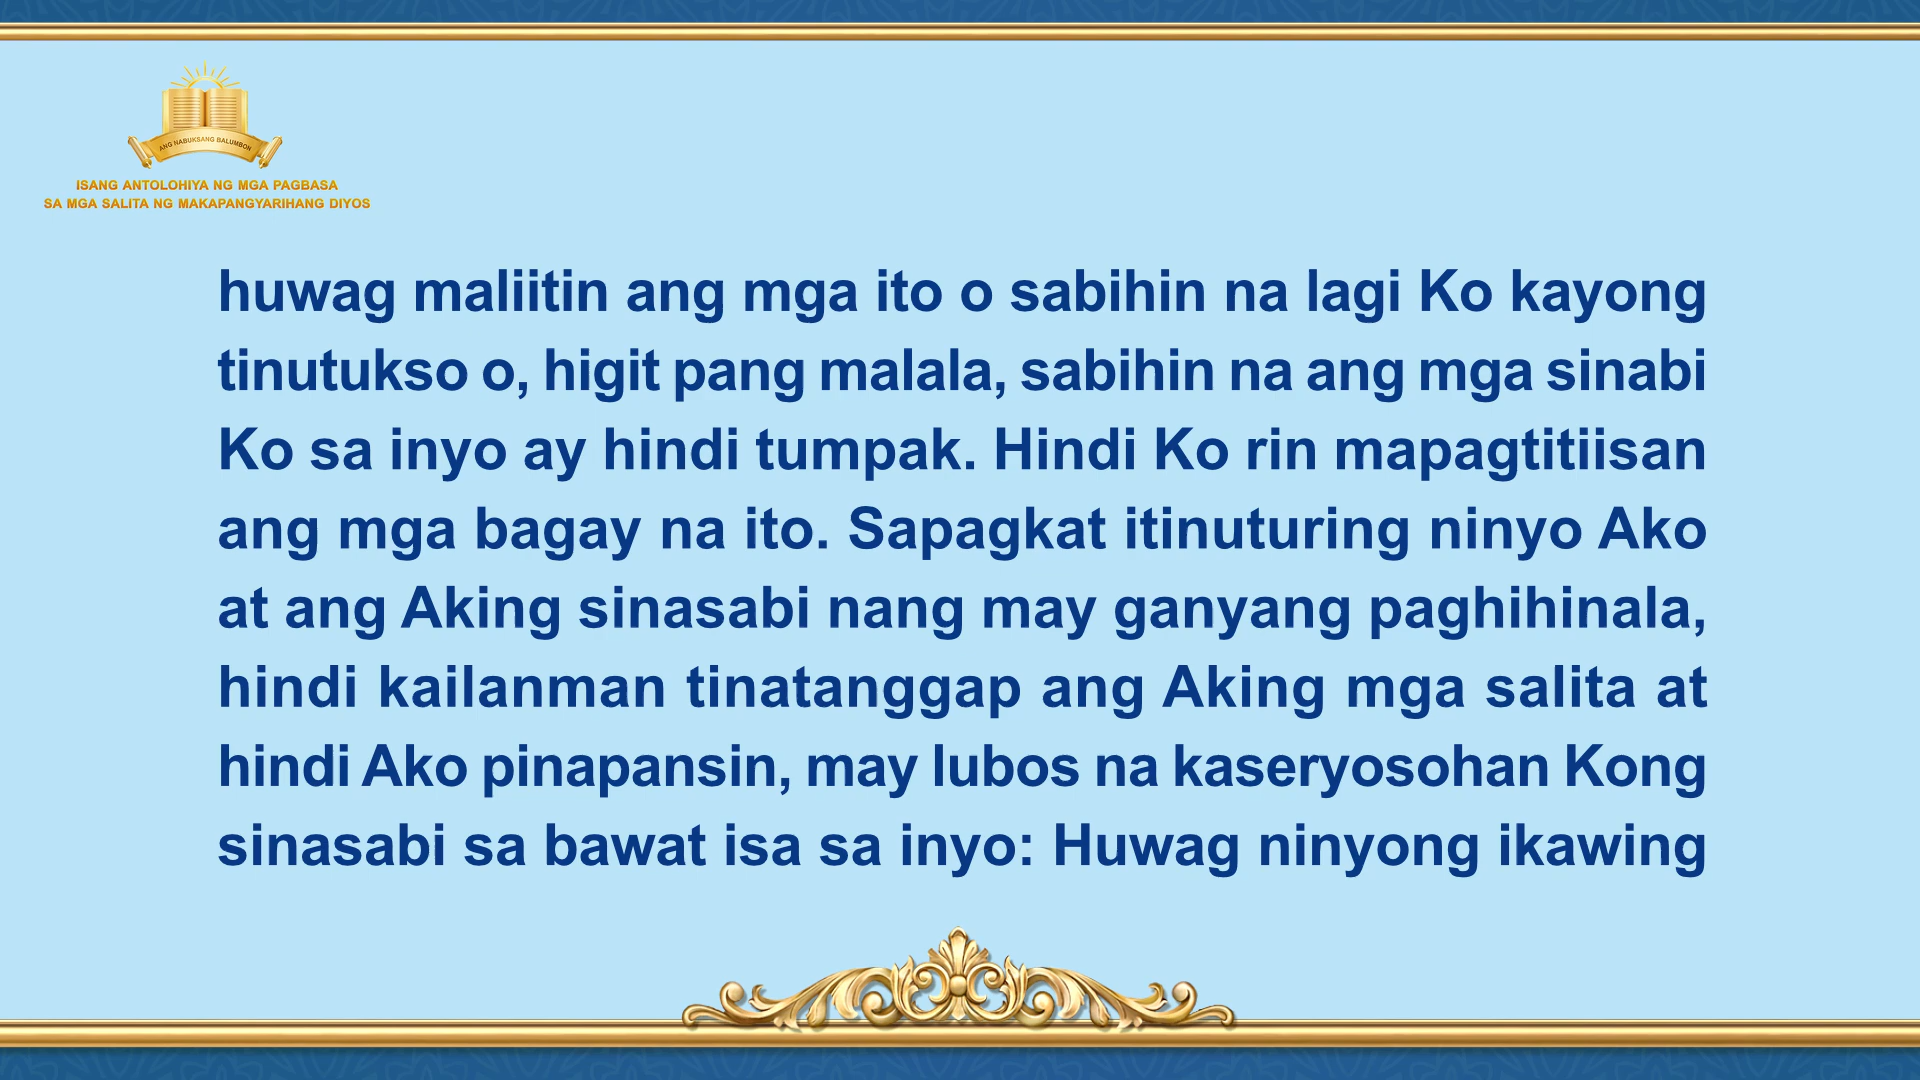 ANG NABUKSANG BALUMBON
ISANG ANTOLOHIYA NG MGA PAGBASA
SA MGA SALITA NG MAKAPANGYARIHANG DIYOS
huwag maliitin ang mga ito o sabihin na lagi Ko kayong
tinutukso o, higit pang malala, sabihin na ang mga sinabi
Ko sa inyo ay hindi tumpak. Hindi Ko rin mapagtitiisan
ang mga bagay na ito. Sapagkat itinuturing ninyo Ako
at ang Aking sinasabi nang may ganyang paghihinala,
hindi kailanman tinatanggap ang Aking mga salita at
hindi Ako pinapansin, may lubos na kaseryosohan Kong
sinasabi sa bawat isa sa inyo: Huwag ninyong ikawing